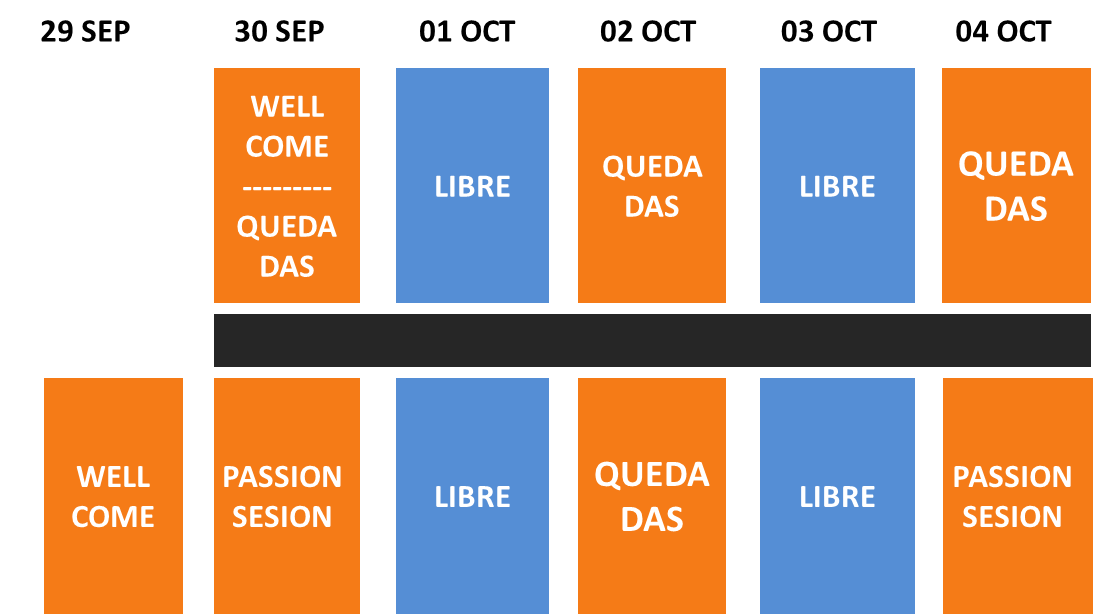 29 SEP
30 SEP
01 OCT
02 OCT
03 OCT
04 OCT
WELL
COME
---------
QUEDA
DAS
LIBRE
QUEDA
DAS
LIBRE
QUEDA
DAS
WELL
COME
PASSION
SESION
LIBRE
QUEDA
DAS
LIBRE
PASSION
SESION